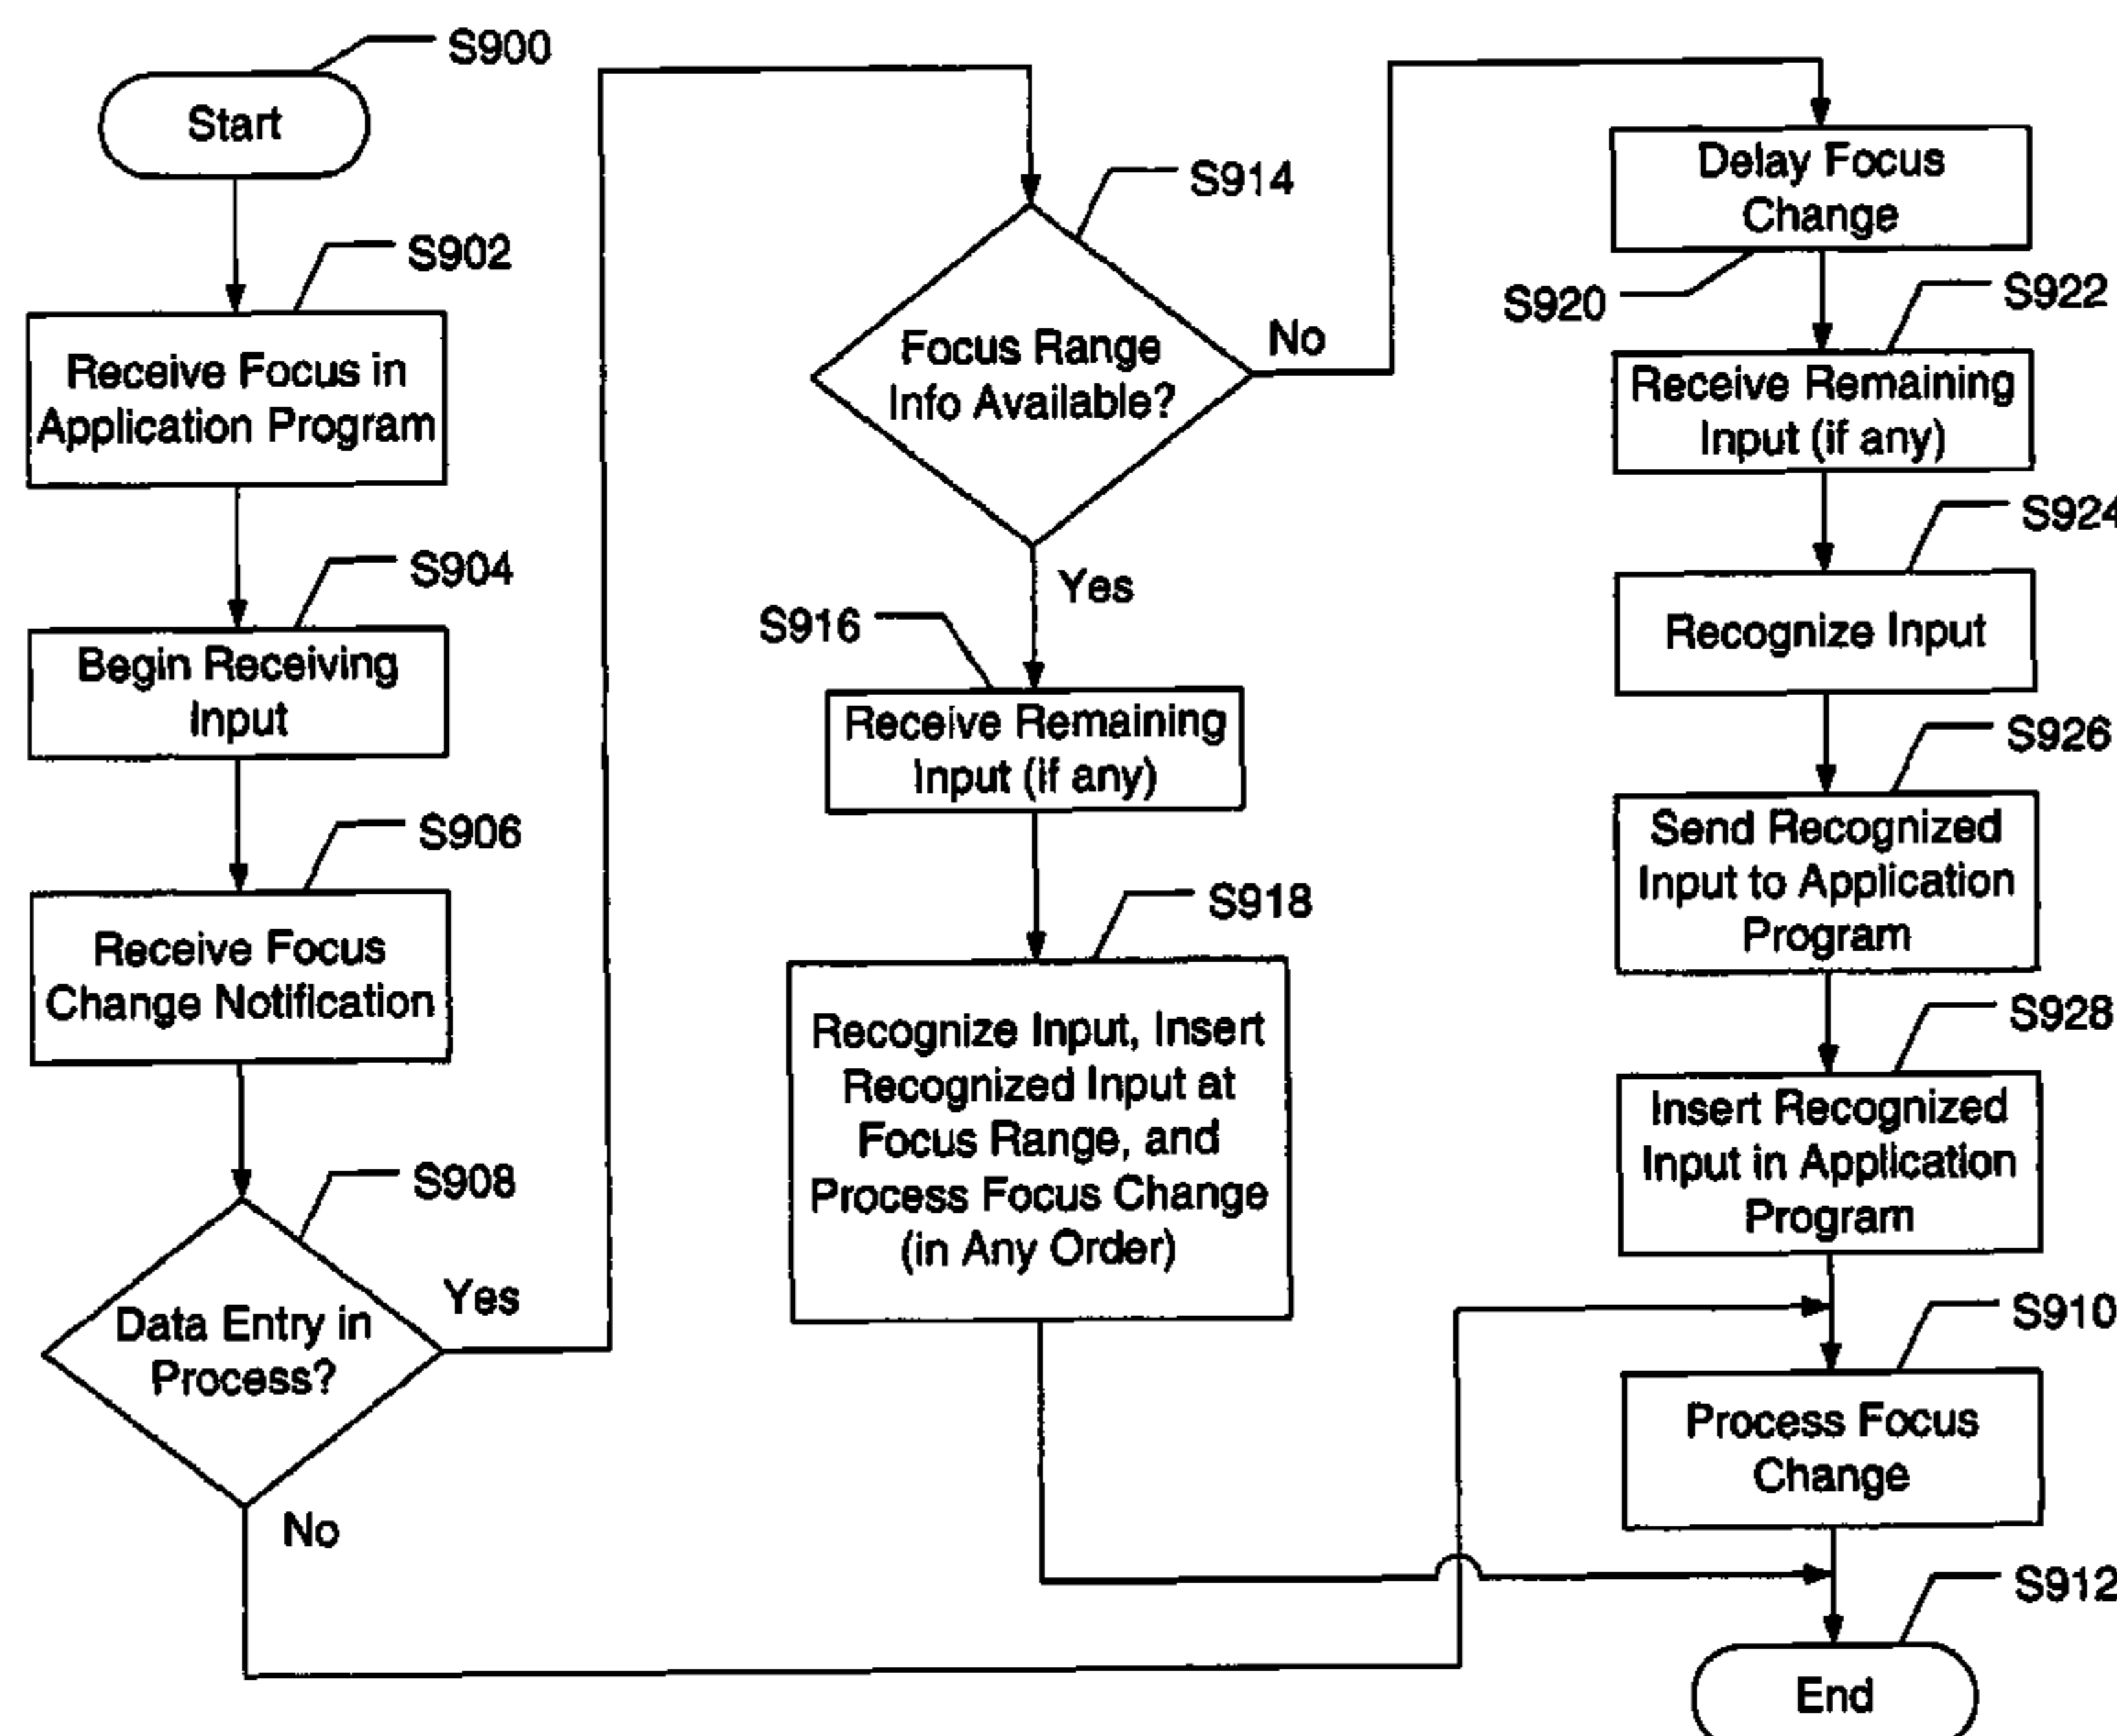 S900
Start
S902
Receive Focus in
Application Program
S904
Begin Receiving
Input
S906
Receive Focus
Change Notification
S908
Data Entry in
Process?
Yes
No
S914
Focus Range
Info Available?
No
Yes
S916
Receive Remaining
Input (if any)
S918
Recognize Input, Insert
Recognized Input at
Focus Range, and
Process Focus Change
(in Any Order)
Delay Focus
Change
S920
S922
Receive Remaining
Input (if any)
S924
Recognize Input
S926
Send Recognized
Input to Application
Program
S928
Insert Recognized
Input in Application
Program
S910
Process Focus
Change
S912
End